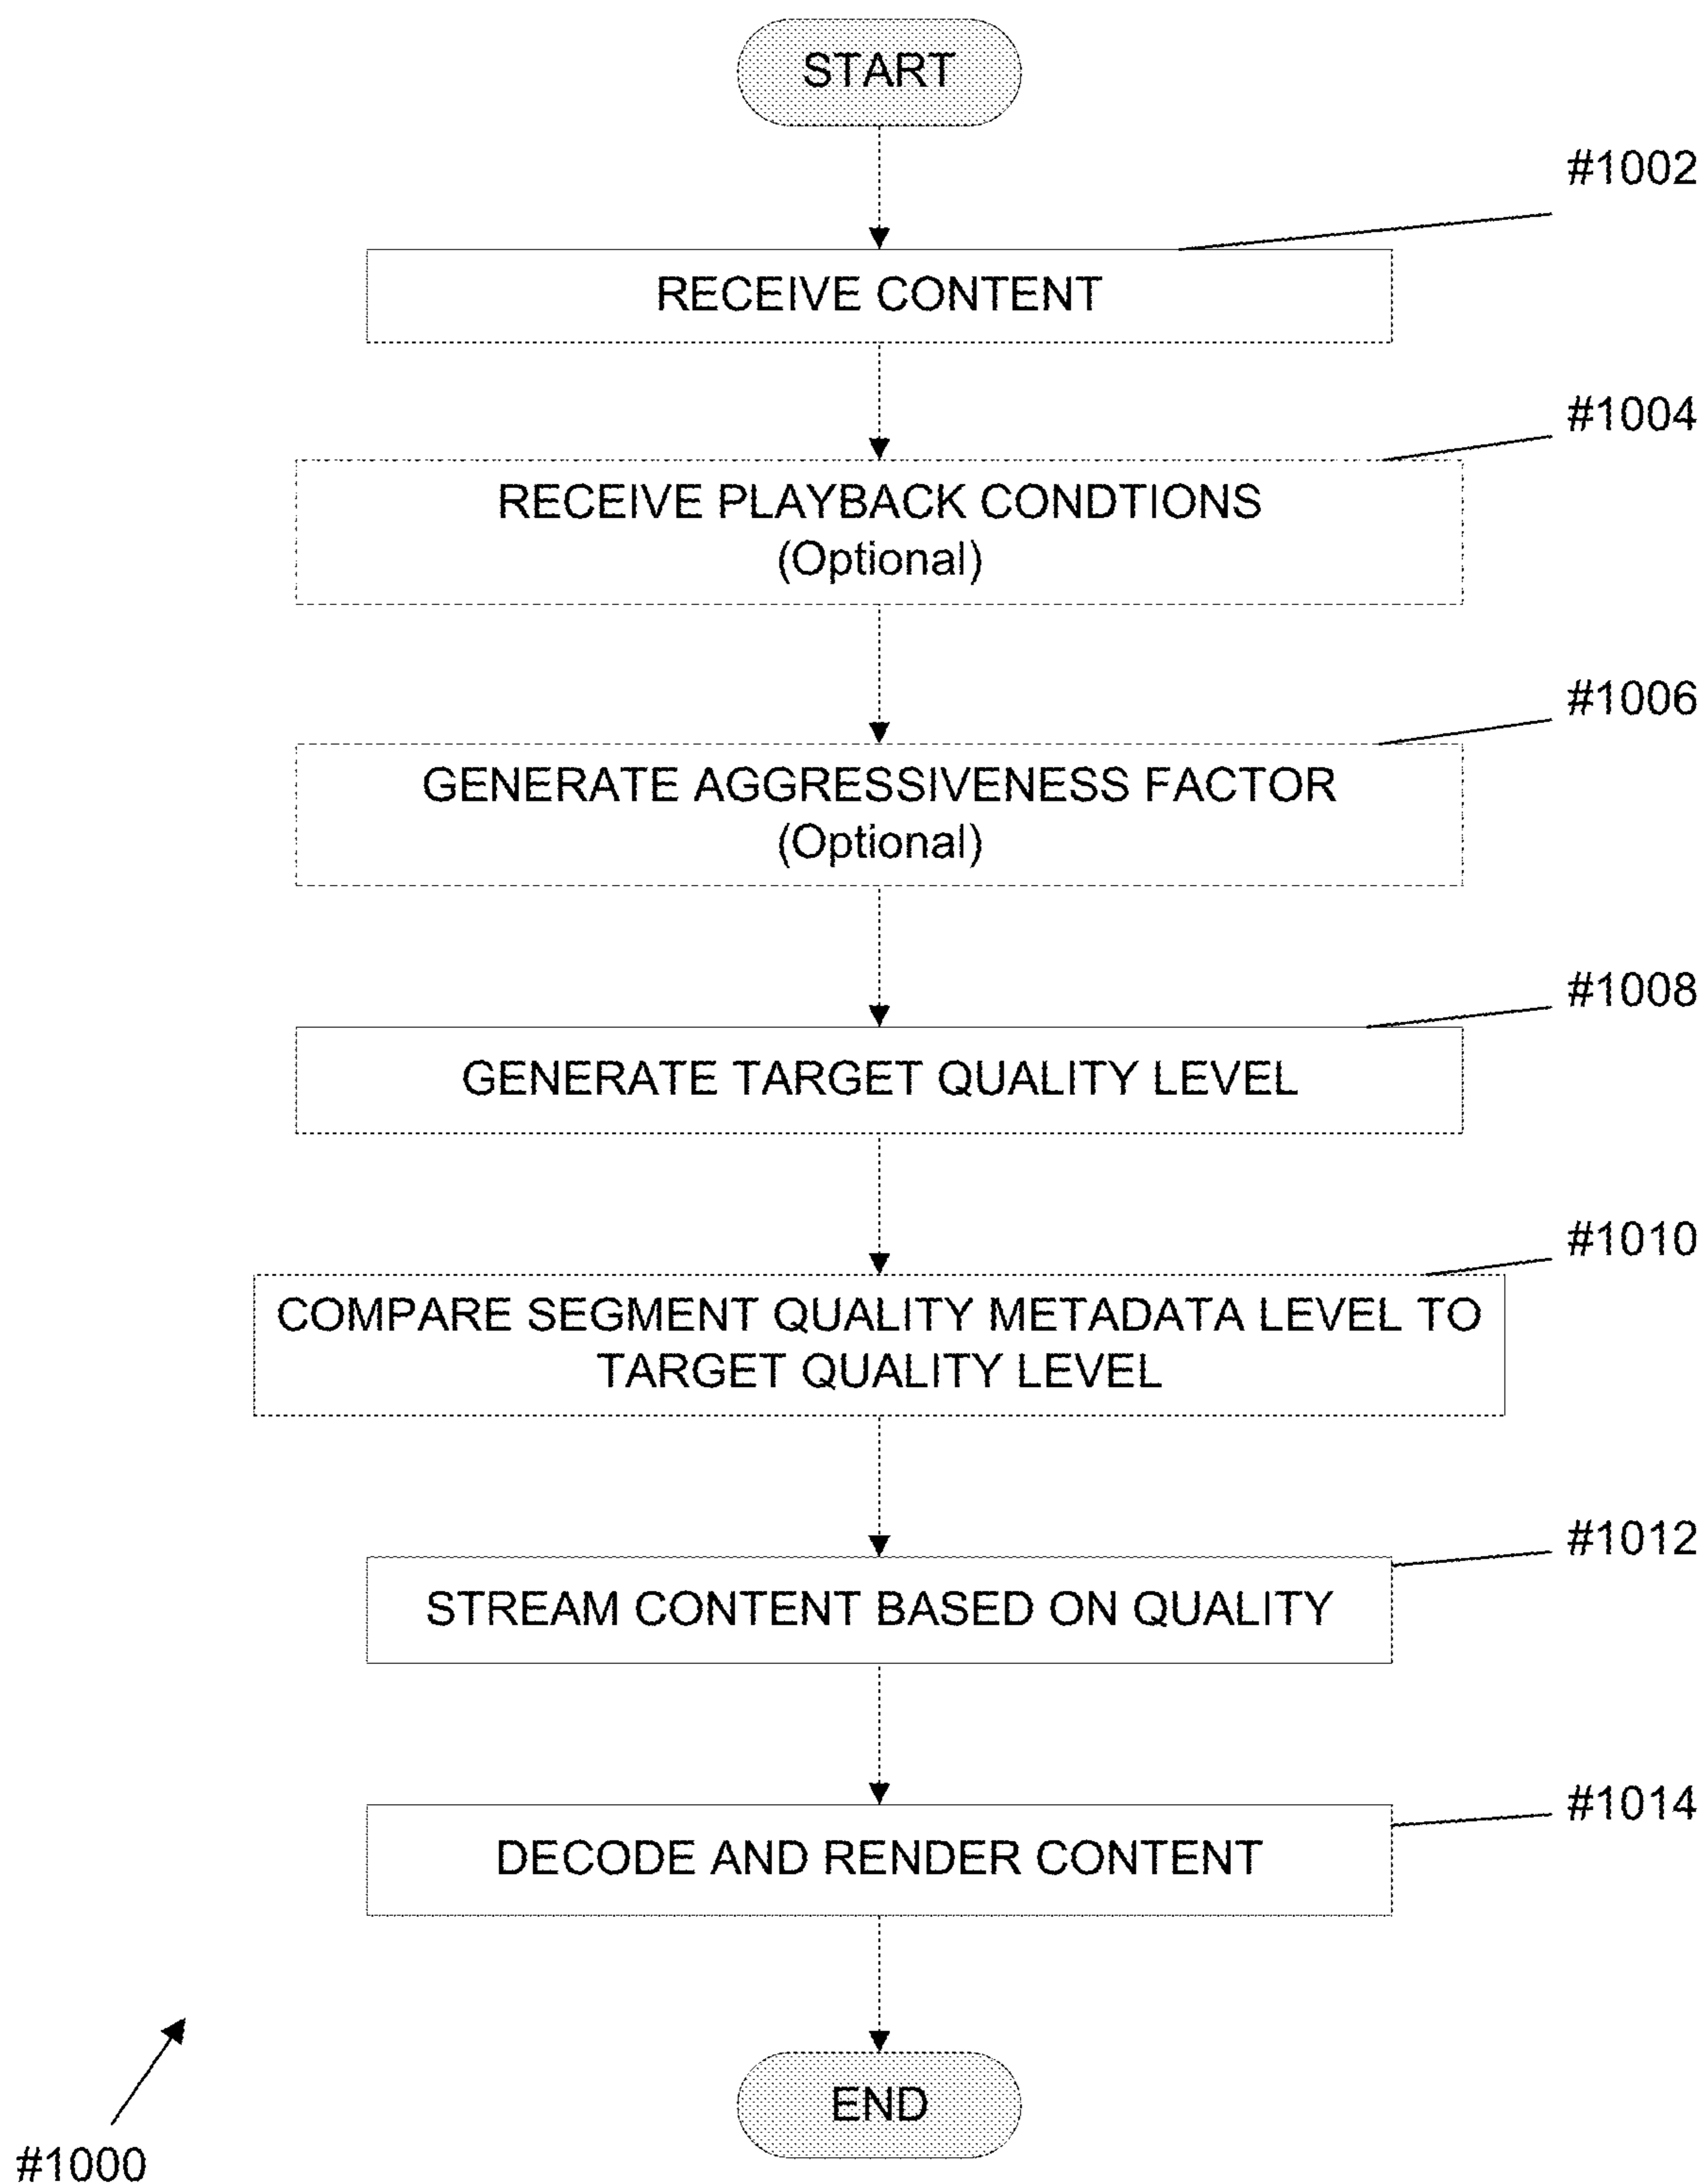 START
#1002
RECEIVE CONTENT
#1004
RECEIVE PLAYBACK CONDTIONS
(Optional)
#1006
GENERATE AGGRESSIVENESS FACTOR
(Optional)
#1008
GENERATE TARGET QUALITY LEVEL
#1010
COMPARE SEGMENT QUALITY METADATA LEVEL TO
TARGET QUALITY LEVEL
#1012
STREAM CONTENT BASED ON QUALITY
#1014
DECODE AND RENDER CONTENT
END
#1000